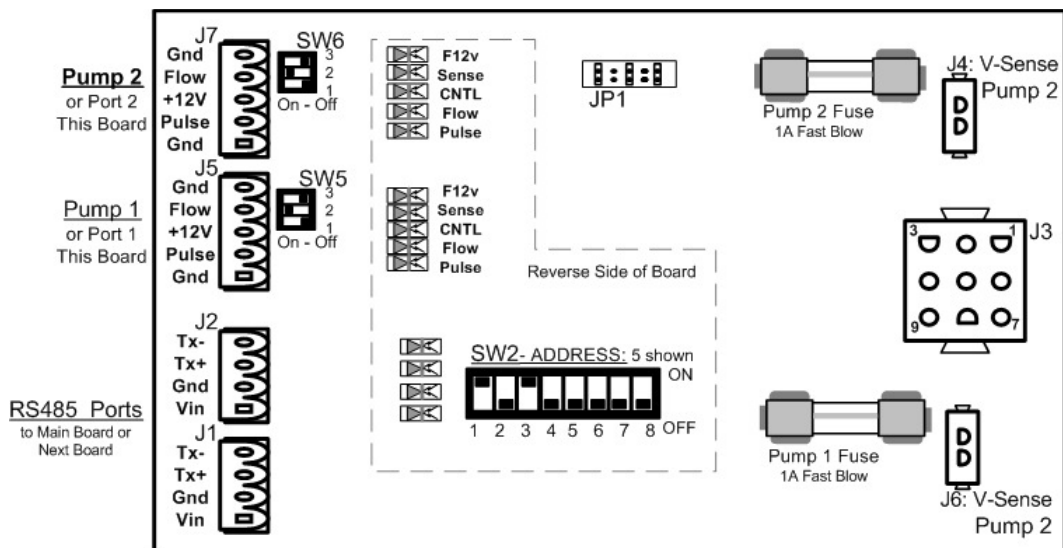 J7
Gnd
Flow
+12V
Pulse
Gnd
Pump 2
or Port 2
This Board
SW6
3
2
1
On - Off
F12v
Sense
CNTL
Flow
Pulse
JP1
Pump 2 Fuse
1A Fast Blow
J4: V-Sense
Pump 2
J5
Gnd
Flow
+12V
Pulse
Gnd
Pump 1
or Port 1
This Board
SW5
3
2
1
On - Off
F12v
Sense
CNTL
Flow
Pulse
Reverse Side of Board
J3
3 1
9 7
J2
Tx-
Tx+
Gnd
Vin
RS485 Ports
to Main Board or
Next Board
J1
Tx-
Tx+
Gnd
Vin
SW2- ADDRESS: 5 shown
ON
1 2 3 4 5 6 7 8 OFF
Pump 1 Fuse
1A Fast Blow
J6: V-Sense
Pump 2